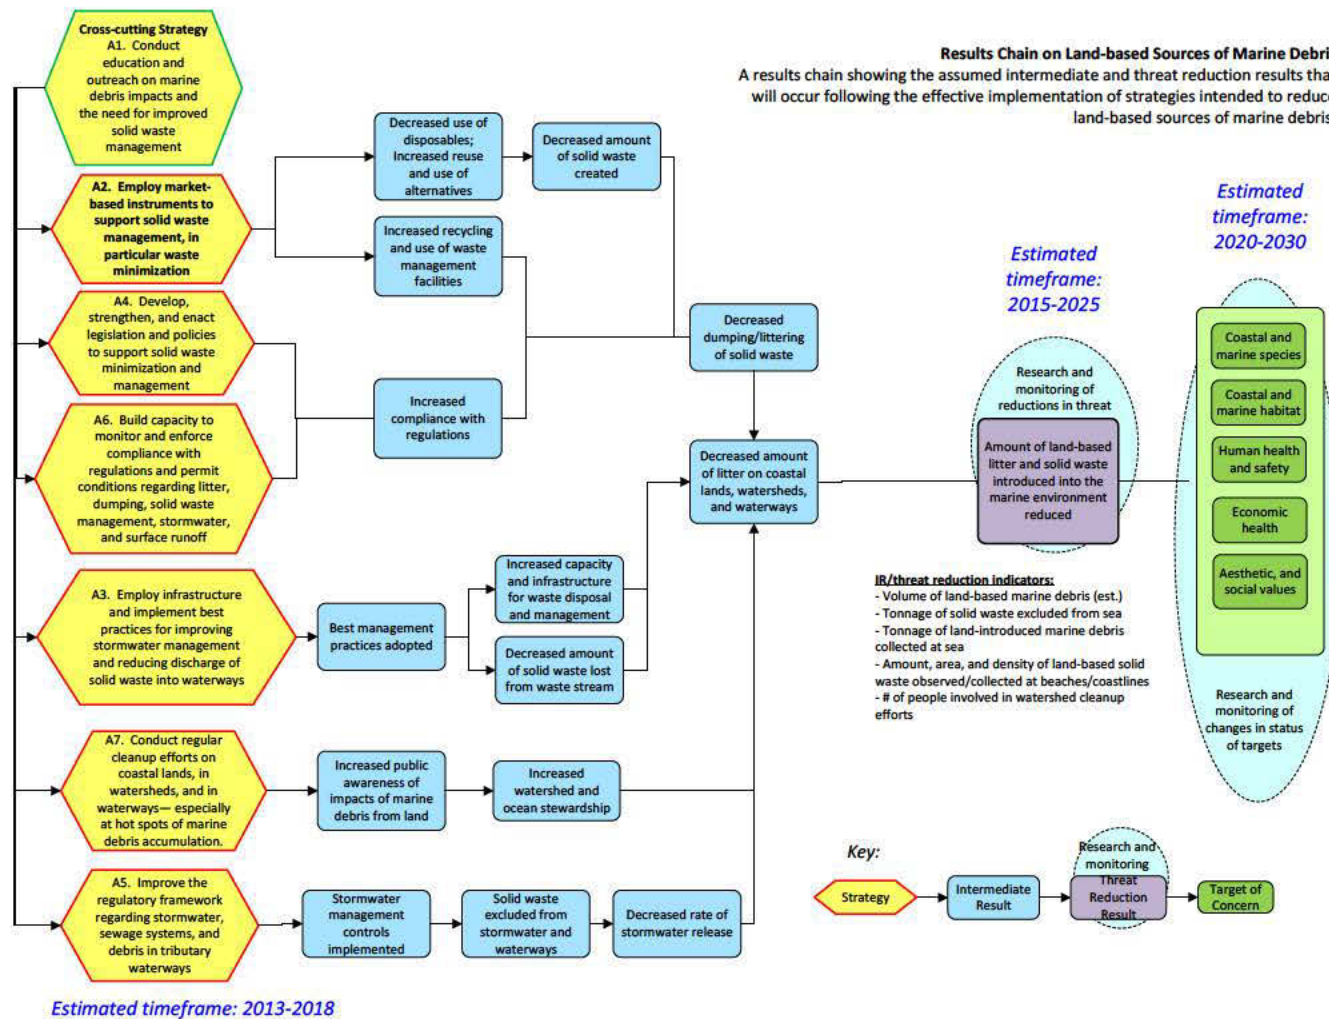 Cross-cutting Strategy
A1. Conduct
education and
outreach on marine
debris impacts and
the need for improved
solid waste
management
Results Chain on Land-based Sources of Marine Debri
A results chain showing the assumed intermediate and threat reduction results tha
will occur following the effective implementation of strategies intended to reduce
land-based sources of marine debris
A2. Employ market-
based instruments to
support solid waste
management, in
particular waste
minimization
Decreased use of
disposables;
Increased reuse
and use of
alternatives
Decreased amount
of solid waste
created
Increased recycling
and use of waste
management
facilities
A4. Develop,
strengthen, and enact
legislation and policies
to support solid waste
minimization and
management
A6. Build capacity to
monitor and enforce
compliance with
regulations and permit
conditions regarding litter,
dumping, solid waste
management, stormwater,
and surface runoff
Increased
compliance with
regulations
Decreased
dumping/littering
of solid waste
Decreased amount
of litter on coastal
lands, watersheds,
and waterways
Estimated
timeframe:
2015-2025
Research and
monitoring of
reductions in threat
Amount of land-based
litter and solid waste
introduced into the
marine environment
reduced
Estimated
timeframe:
2020-2030
Coastal and
marine species
Coastal and
marine habitat
Human health
and safety
Economic
health
Aesthetic, and
social values
Research and
monitoring of
changes in status
of targets
IR/threat reduction indicators:
- Volume of land-based marine debris (est.)
- Tonnage of solid waste excluded from sea
- Tonnage of land-introduced marine debris
collected at sea
- Amount, area, and density of land-based solid
waste observed/collected at beaches/coastlines
- # of people involved in watershed cleanup
efforts
A3. Employ infrastructure
and implement best
practices for improving
stormwater management
and reducing discharge of
solid waste into waterways
Best management
practices adopted
Increased capacity
and infrastructure
for waste disposal
and management
Decreased amount
of solid waste lost
from waste stream
A7. Conduct regular
cleanup efforts on
coastal lands, in
watersheds, and in
waterways— especially
at hot spots of marine
debris accumulation.
Increased public
awareness of
impacts of marine
debris from land
Increased
watershed and
ocean stewardship
A5. Improve the
regulatory framework
regarding stormwater,
sewage systems, and
debris in tributary
waterways
Stormwater
management
controls
implemented
Solid waste
excluded from
stormwater and
waterways
Decreased rate of
stormwater release
Key:
Strategy
Intermediate
Result
Research and
monitoring
Threat
Reduction
Result
Target of
Concern
Estimated timeframe: 2013-2018